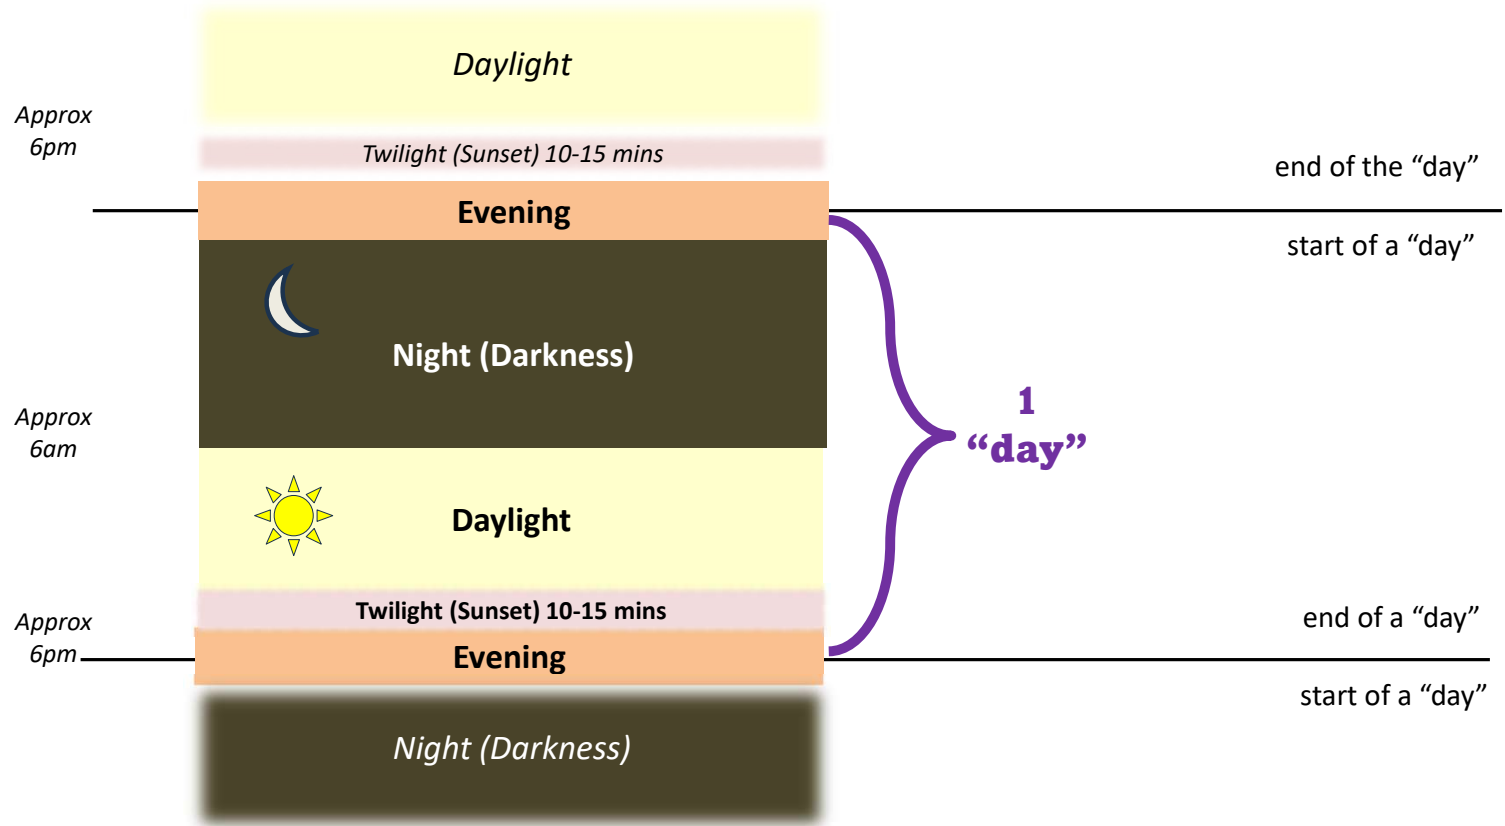 Daylight
Approx
6pm
Twilight (Sunset) 10-15 mins
end of the “day”
Evening
start of a “day”
Night (Darkness)
1
“day”
Approx
6am
Daylight
Twilight (Sunset) 10-15 mins
end of a “day”
Approx
6pm
Evening
start of a “day”
Night (Darkness)